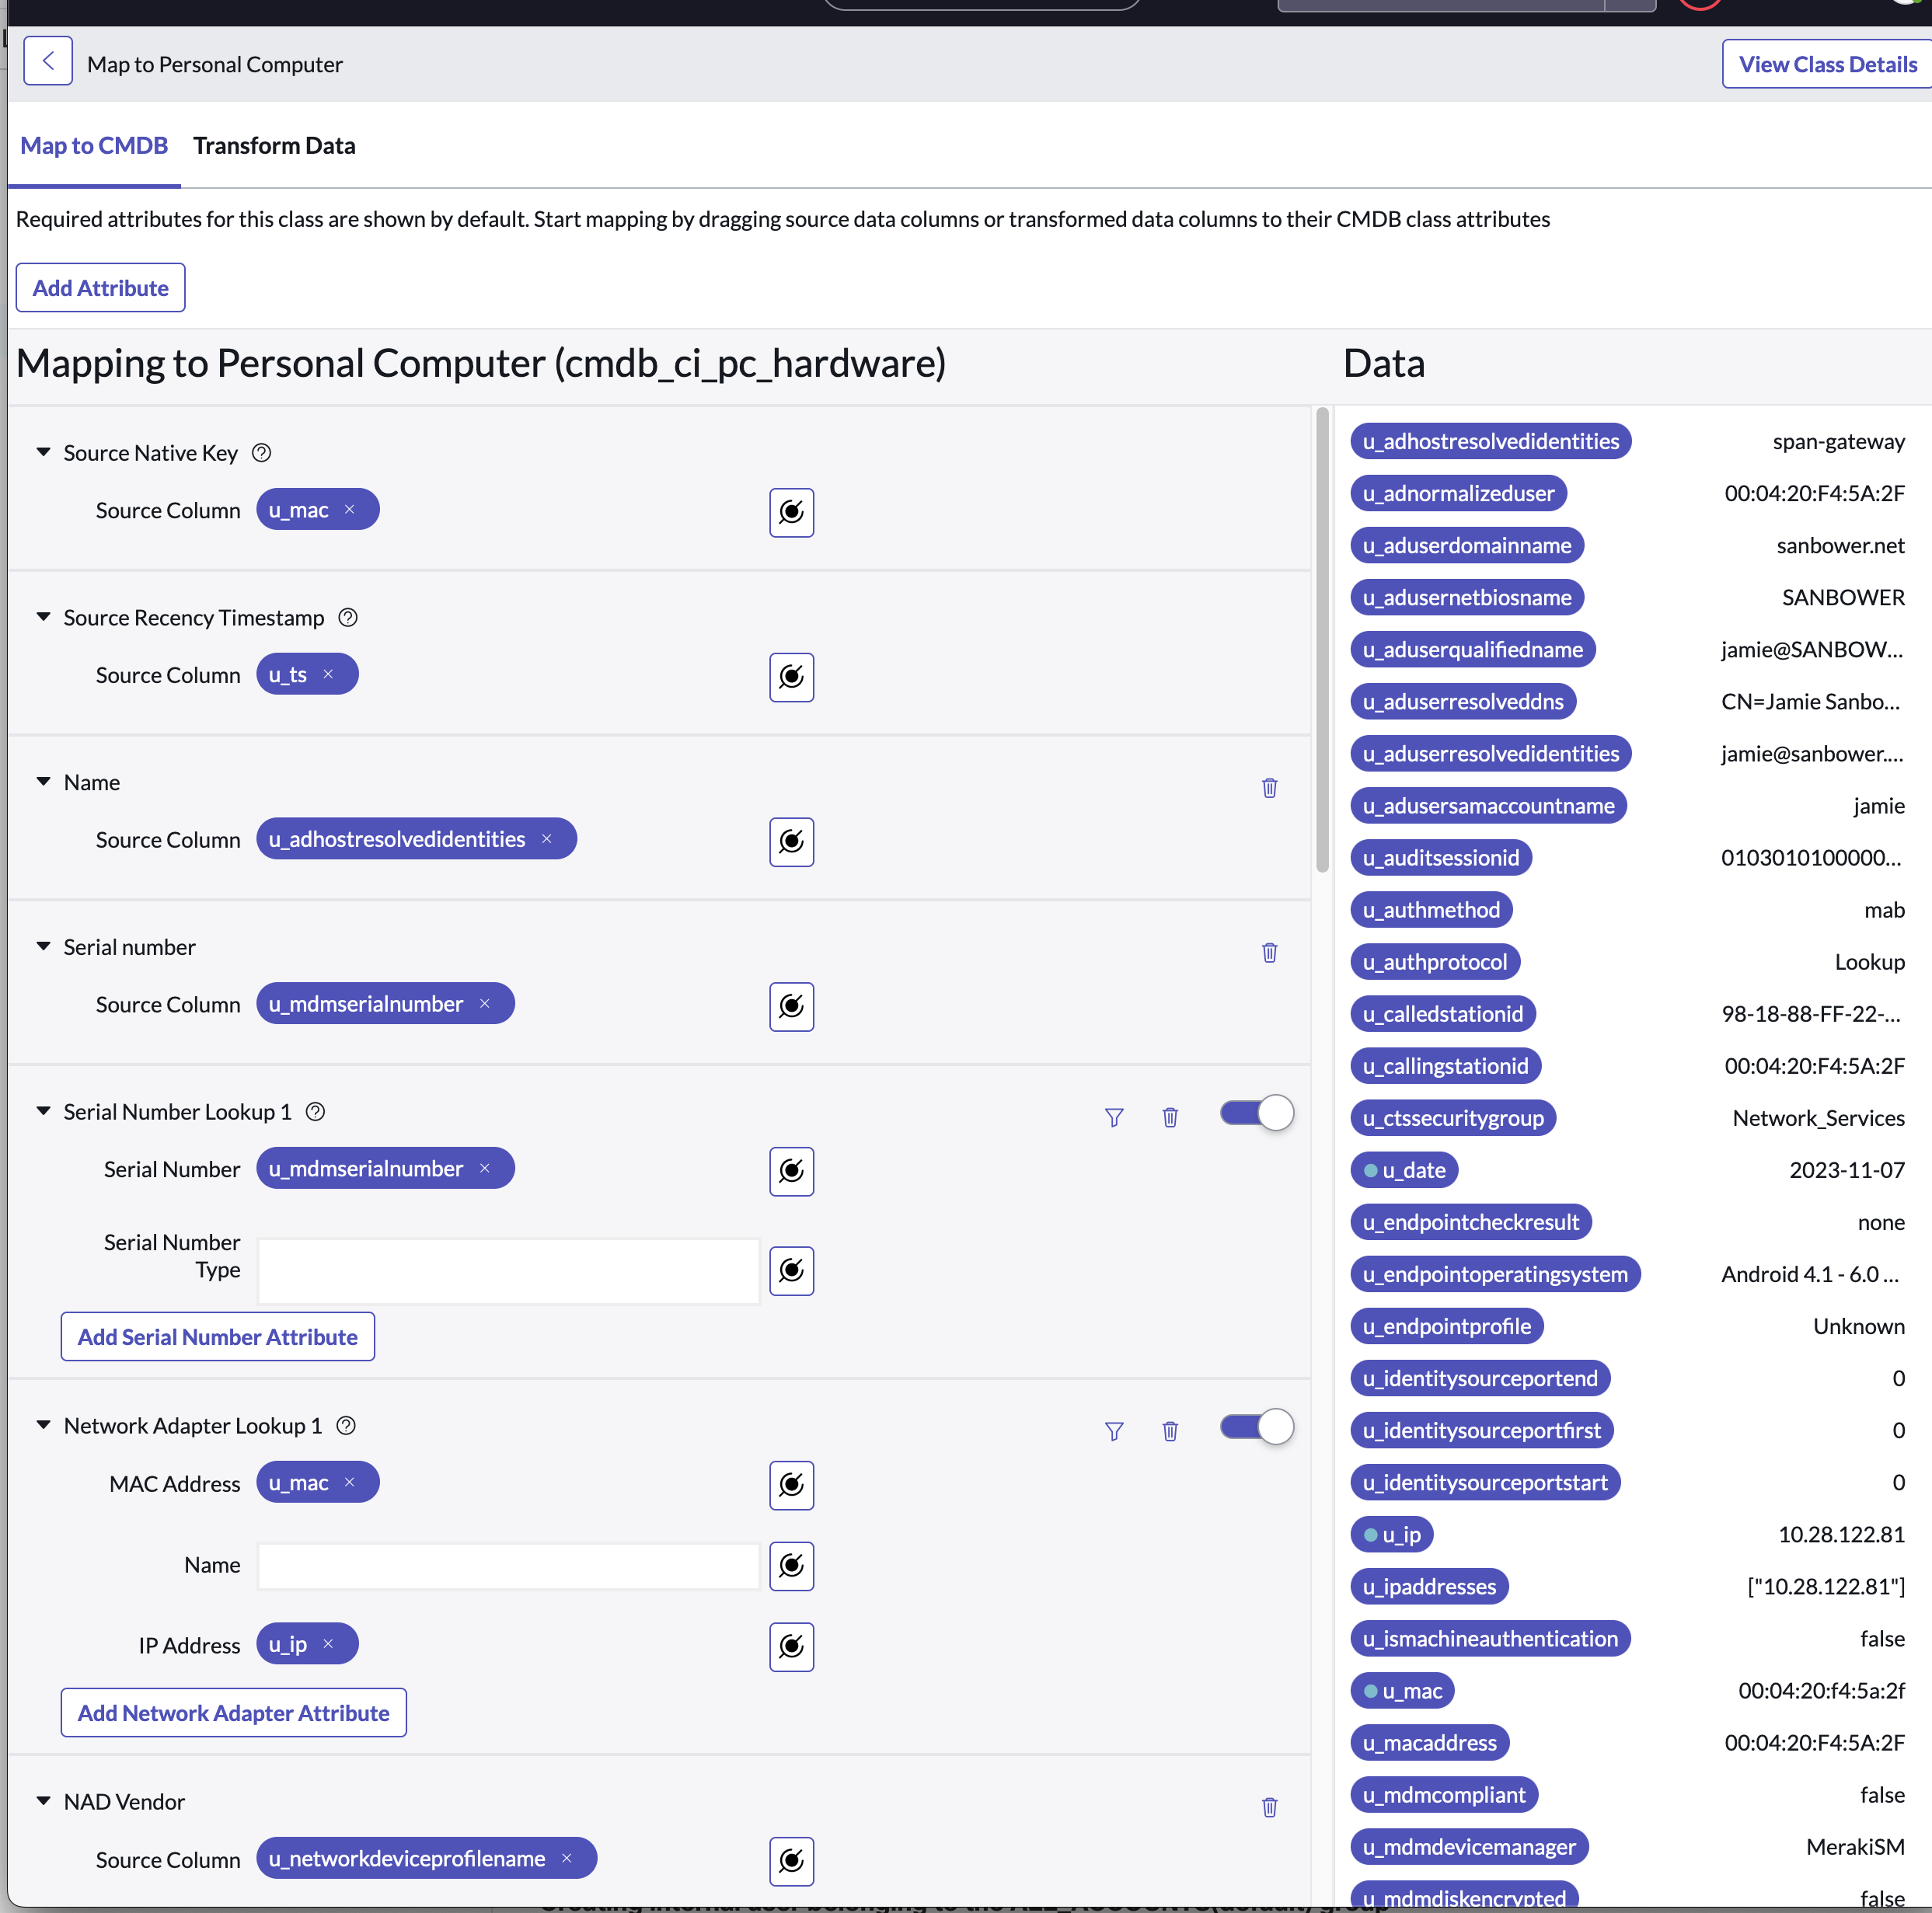 Map to Personal Computer
View Class Details
Map to CMDB
Transform Data
Required attributes for this class are shown by default. Start mapping by dragging source data columns or transformed data columns to their CMDB class attributes
Add Attribute
Mapping to Personal Computer (cmdb_ci_pc_hardware)
Source Native Key
Source Column u_mac ×
Source Recency Timestamp
Source Column u_ts ×
Name
Source Column u_adhostresolvedidentities ×
Serial number
Source Column u_mdmserialnumber ×
Serial Number Lookup 1
Serial Number u_mdmserialnumber ×
Serial Number
Type
Add Serial Number Attribute
Network Adapter Lookup 1
MAC Address u_mac ×
Name
IP Address u_ip ×
Add Network Adapter Attribute
NAD Vendor
Source Column u_networkdeviceprofilename ×
Data
u_adhostresolvedidentities span-gateway
u_adnormalizeduser 00:04:20:F4:5A:2F
u_aduserdomainname sanbower.net
u_adusernetbiosname SANBOWER
u_aduserqualifiedname jamie@SANBOW...
u_aduserresolveddns CN=Jamie Sanbo...
u_aduserresolvedidentities jamie@sanbower....
u_adusersamaccountname jamie
u_auditsessionid 0103010100000...
u_authmethod mab
u_authprotocol Lookup
u_calledstationid 98-18-88-FF-22-...
u_callingstationid 00:04:20:F4:5A:2F
u_ctssecuritygroup Network_Services
u_date 2023-11-07
u_endpointcheckresult none
u_endpointoperatingsystem Android 4.1 - 6.0 ...
u_endpointprofile Unknown
u_identitysourceportend 0
u_identitysourceportfirst 0
u_identitysourceportstart 0
u_ip 10.28.122.81
u_ipaddresses ["10.28.122.81"]
u_ismachineauthentication false
u_mac 00:04:20:f4:5a:2f
u_macaddress 00:04:20:F4:5A:2F
u_mdmcompliant false
u_mdmdevicemanager MerakiSM
u_mdmdiskencrypted false